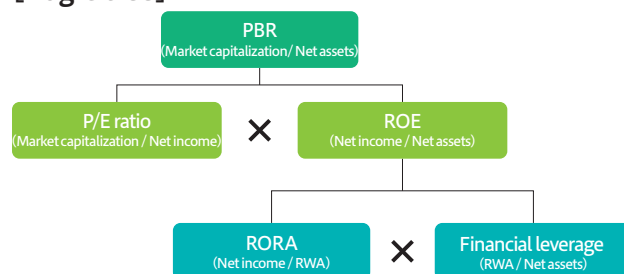 PBR
(Market capitalization/ Net assets)
P/E ratio
(Market capitalization / Net income)
×
ROE
(Net income / Net assets)
RORA
(Net income / RWA)
×
Financial leverage
(RWA / Net assets)